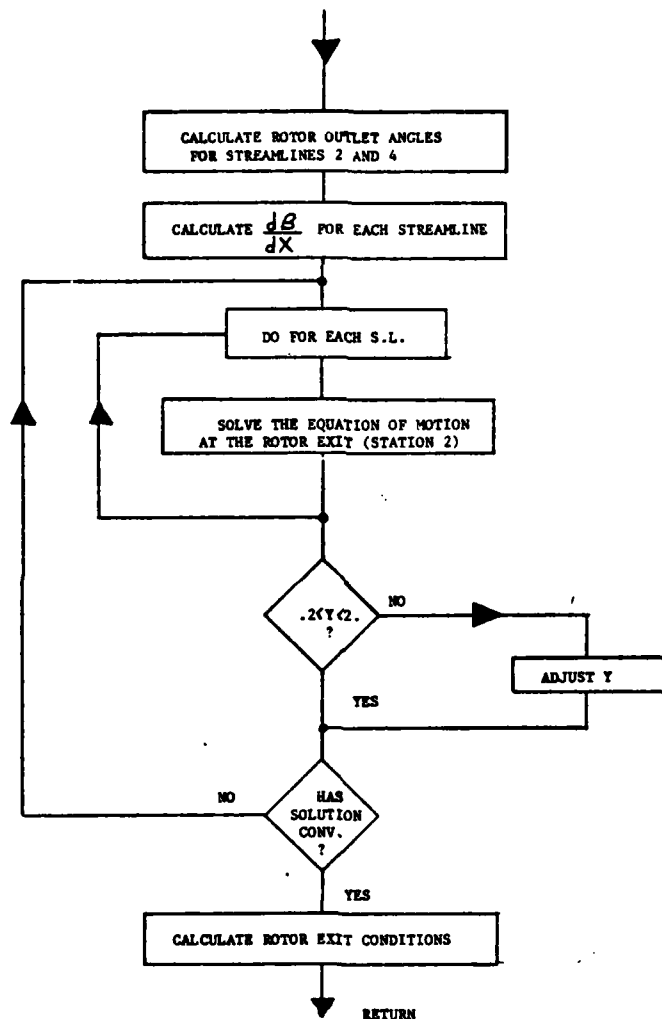 CALCULATE ROTOR OUTLET ANGLES
FOR STREAMLINES 2 AND 4
CALCULATE dB/dX FOR EACH STREAMLINE
DO FOR EACH S.L.
SOLVE THE EQUATION OF MOTION
AT THE ROTOR EXIT (STATION 2)
.2<Y<2.
?
NO
ADJUST Y
YES
NO
HAS
SOLUTION
CONV.
?
YES
CALCULATE ROTOR EXIT CONDITIONS
RETURN